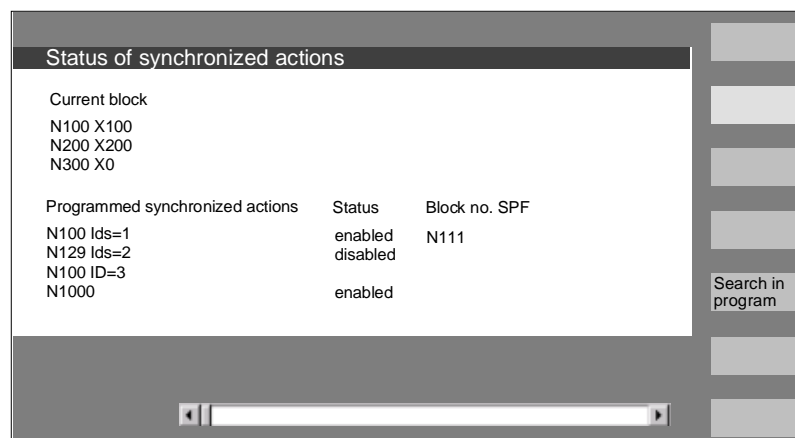 Status of synchronized actions
Current block
N100 X100
N200 X200
N300 X0
Programmed synchronized actions Status Block no. SPF
N100 Ids=1 enabled N111
N129 Ids=2 disabled
N100 ID=3
N1000 enabled
Search in
program